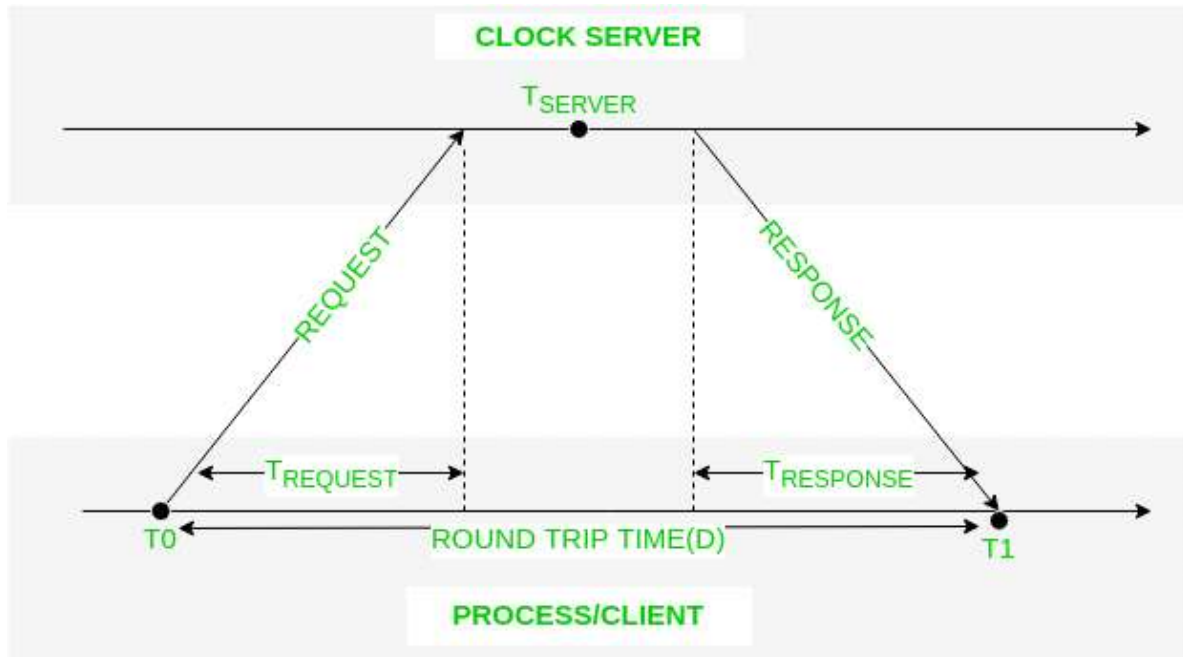 CLOCK SERVER
TSERVER
REQUEST
RESPONSE
TREQUEST
TRESPONSE
T0
ROUND TRIP TIME(D)
T1
PROCESS/CLIENT